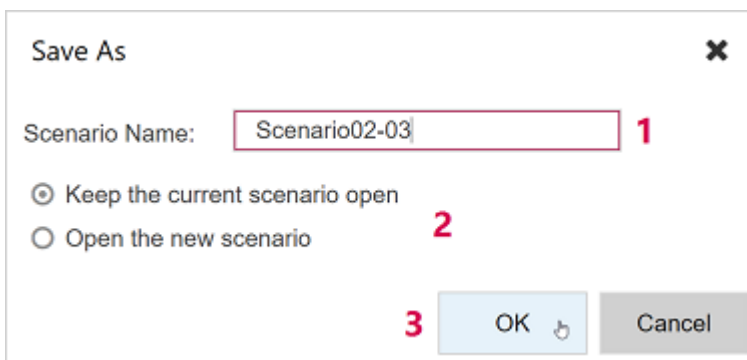 Save As
Scenario Name: Scenario02-03 1
Keep the current scenario open
2
Open the new scenario
3 OK Cancel